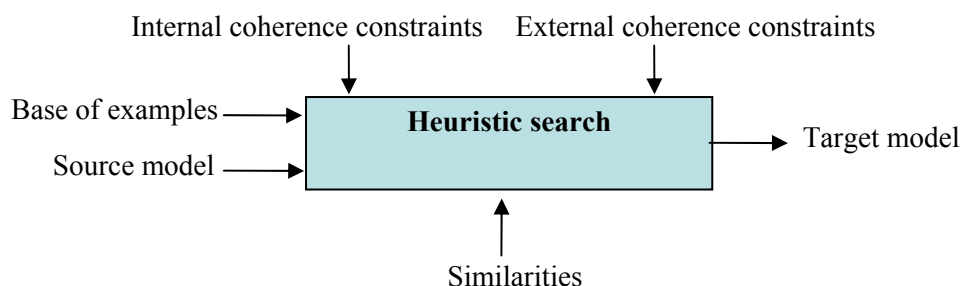 Internal coherence constraints
External coherence constraints
Base of examples
Heuristic search
Target model
Source model
Similarities